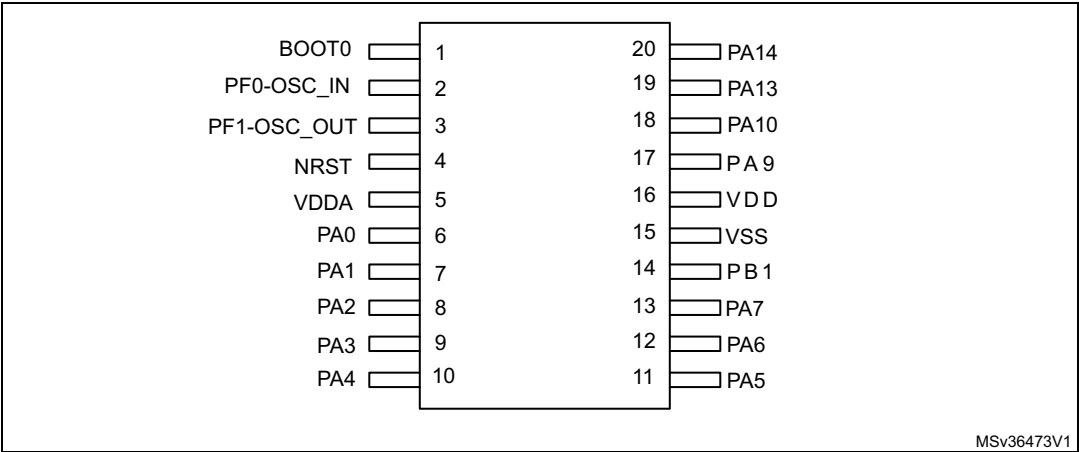 BOOT0 1 20 PA14
PF0-OSC_IN 2 19 PA13
PF1-OSC_OUT 3 18 PA10
NRST 4 17 PA9
VDDA 5 16 VDD
PA0 6 15 VSS
PA1 7 14 PB1
PA2 8 13 PA7
PA3 9 12 PA6
PA4 10 11 PA5
MSv36473V1